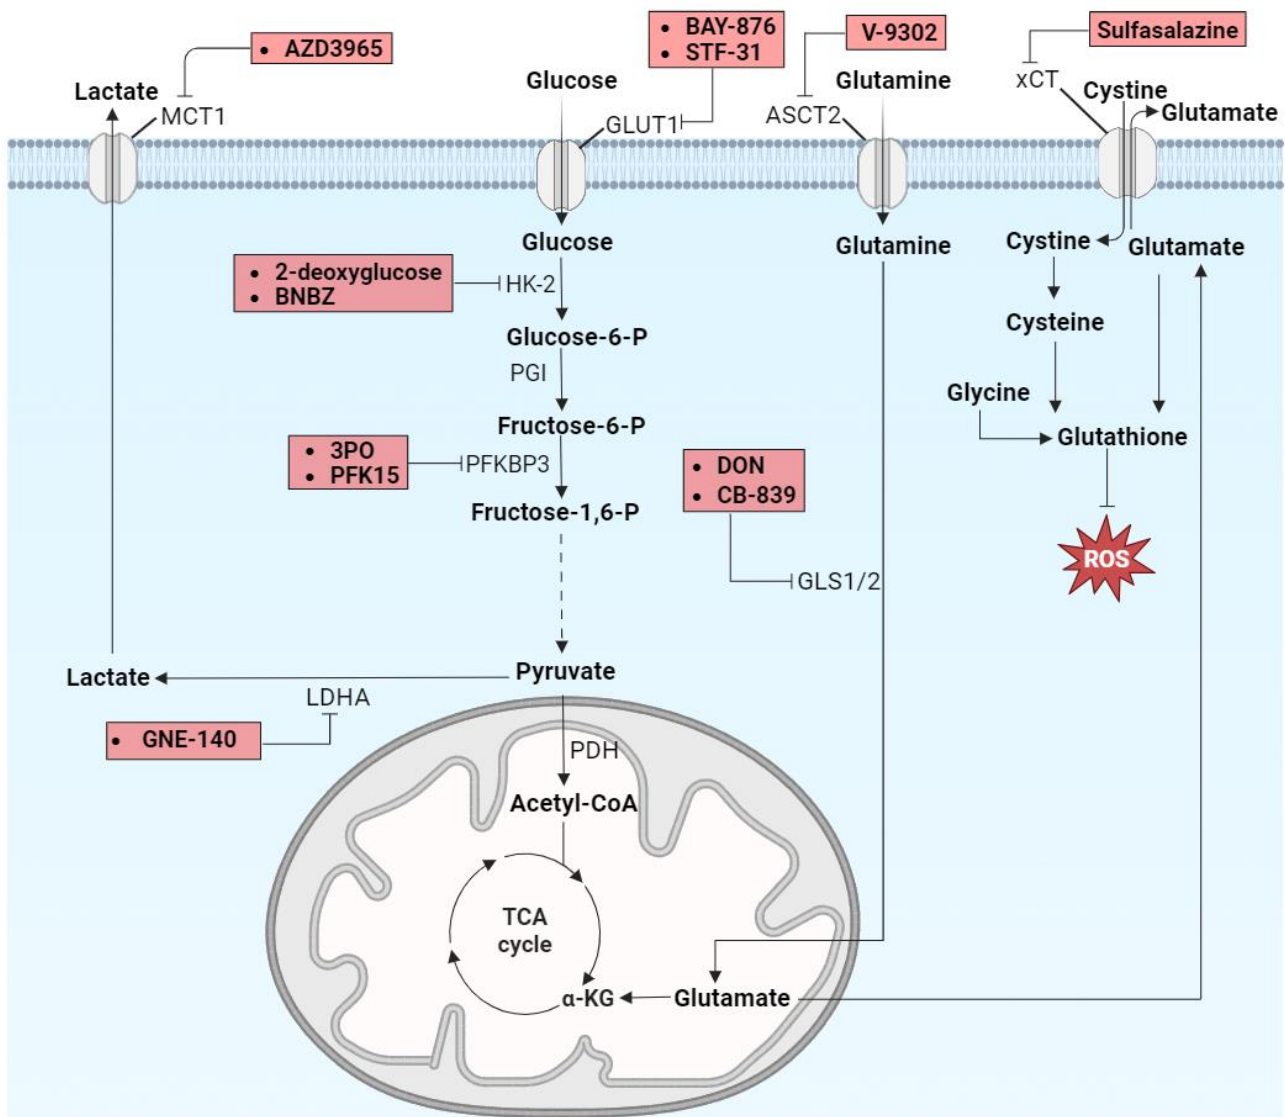 AZD3965
BAY-876
STF-31
V-9302
Sulfasalazine
Lactate
MCT1
Glucose
GLUT1
ASCT2
Glutamine
xCT
Cystine
Glutamate
Glucose
Glutamine
Cystine
Glutamate
2-deoxyglucose
BNBZ
HK-2
Glucose-6-P
Cysteine
PGI
Glycine
Fructose-6-P
Glutathione
3PO
PFK15
PFKBP3
DON
CB-839
Fructose-1,6-P
ROS
GLS1/2
Lactate
Pyruvate
LDHA
GNE-140
PDH
Acetyl-CoA
TCA
cycle
α-KG
Glutamate